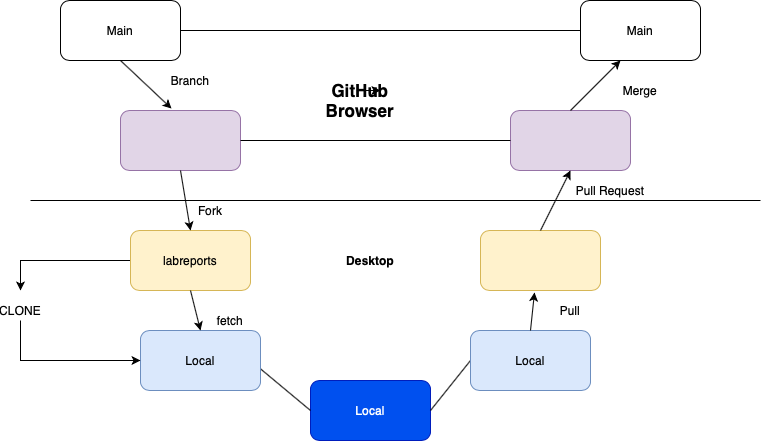 Main
Main
Branch
GitHub
Browser
Merge
Pull Request
Fork
labreports
Desktop
CLONE
fetch
Pull
Local
Local
Local